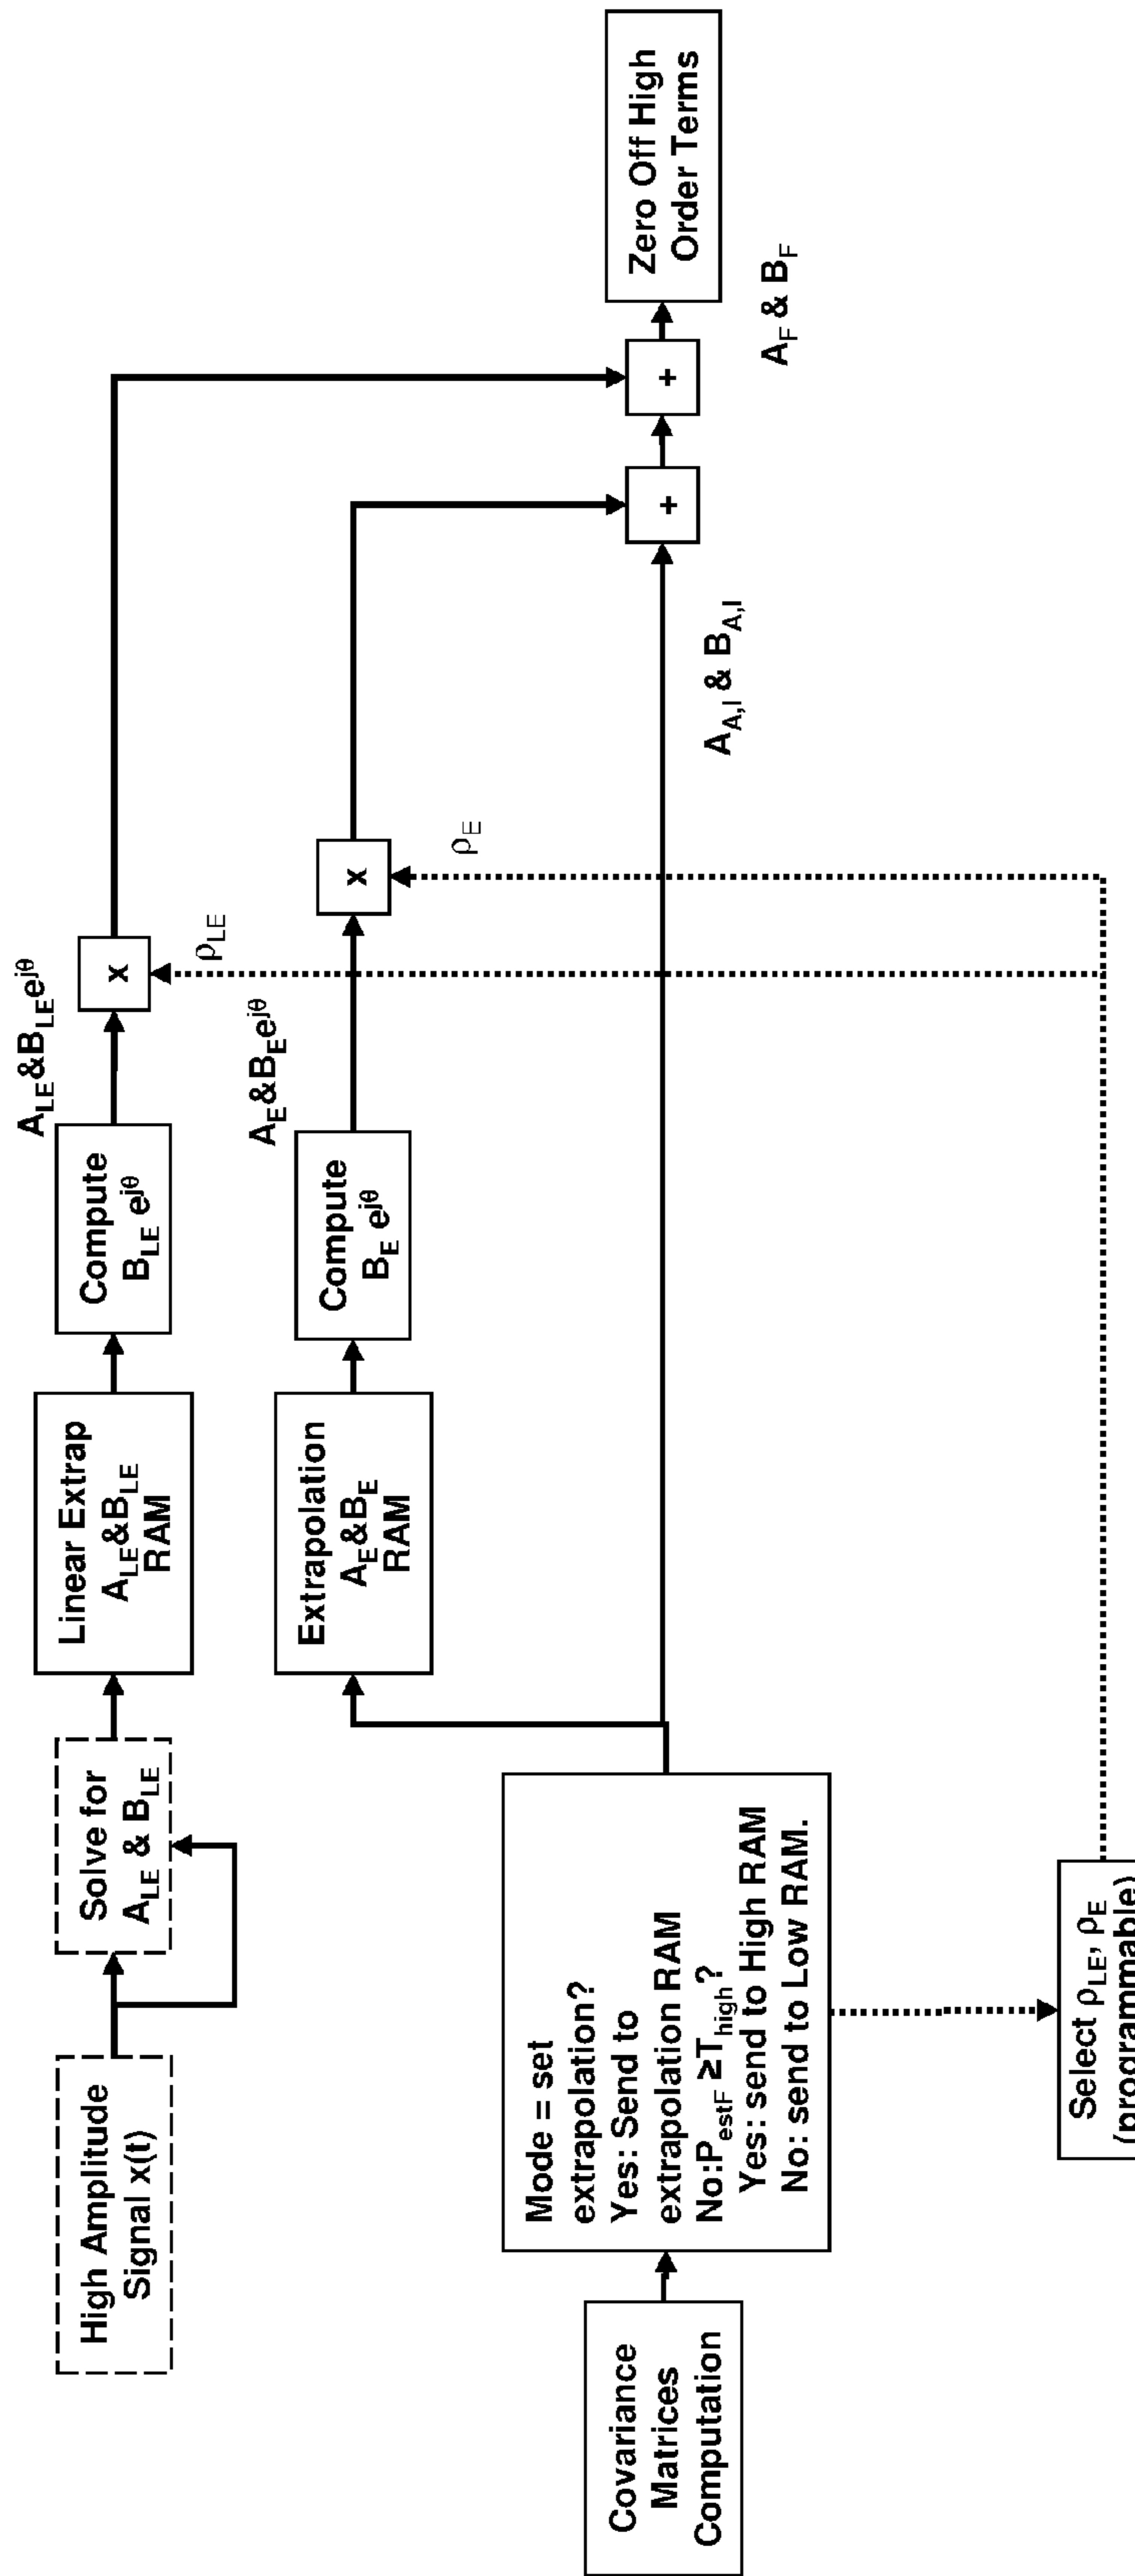 High Amplitude
Signal x(t)
Solve for
A_LE & B_LE
Linear Extrap
A_LE&B_LE
RAM
Compute
B_LE e^jθ
A_LE&B_LE e^jθ
x
ρ_LE
Extrapolation
A_E&B_E
RAM
Compute
B_E e^jθ
A_E&B_E e^jθ
x
ρ_E
Covariance
Matrices
Computation
Mode = set
extrapolation?
Yes: Send to
extrapolation RAM
No:P_estF ≥T_high?
Yes: send to High RAM
No: send to Low RAM.
A_A,I & B_A,I
+
+
A_F & B_F
Zero Off High
Order Terms
Select ρ_LE, ρ_E
(programmable)